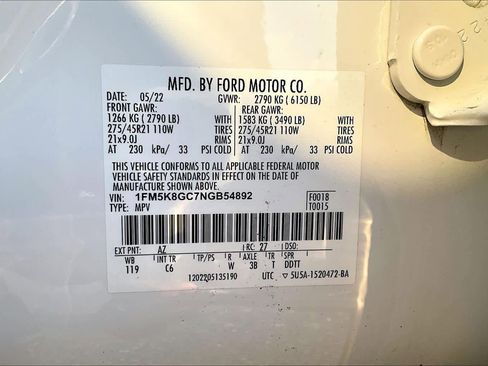 MFD. BY FORD MOTOR CO.
DATE: 05/22 GVWR: 2790 KG ( 6150 LB)
FRONT GAWR: REAR GAWR:
1266 KG ( 2790 LB) WITH 1583 KG ( 3490 LB) WITH
275/45R21 110W TIRES 275/45R21 110W TIRES
21x9.0J RIMS 21x9.0J RIMS
AT 230 kPa/ 33 PSI COLD AT 230 kPa/ 33 PSI COLD
THIS VEHICLE CONFORMS TO ALL APPLICABLE FEDERAL MOTOR
VEHICLE SAFETY STANDARDS IN EFFECT ON THE DATE OF
MANUFACTURE SHOWN ABOVE.
VIN: 1FM5K8GC7NGB54892 F0018
TYPE: MPV T0015
EXT PNT: AZ RC: 27 DSO:
WB INT TR TP/PS R AXLE TR SPR
119 C6 W 3B T DDTT
1202205135190 UTC ▽ 5U5A-1520472-BA